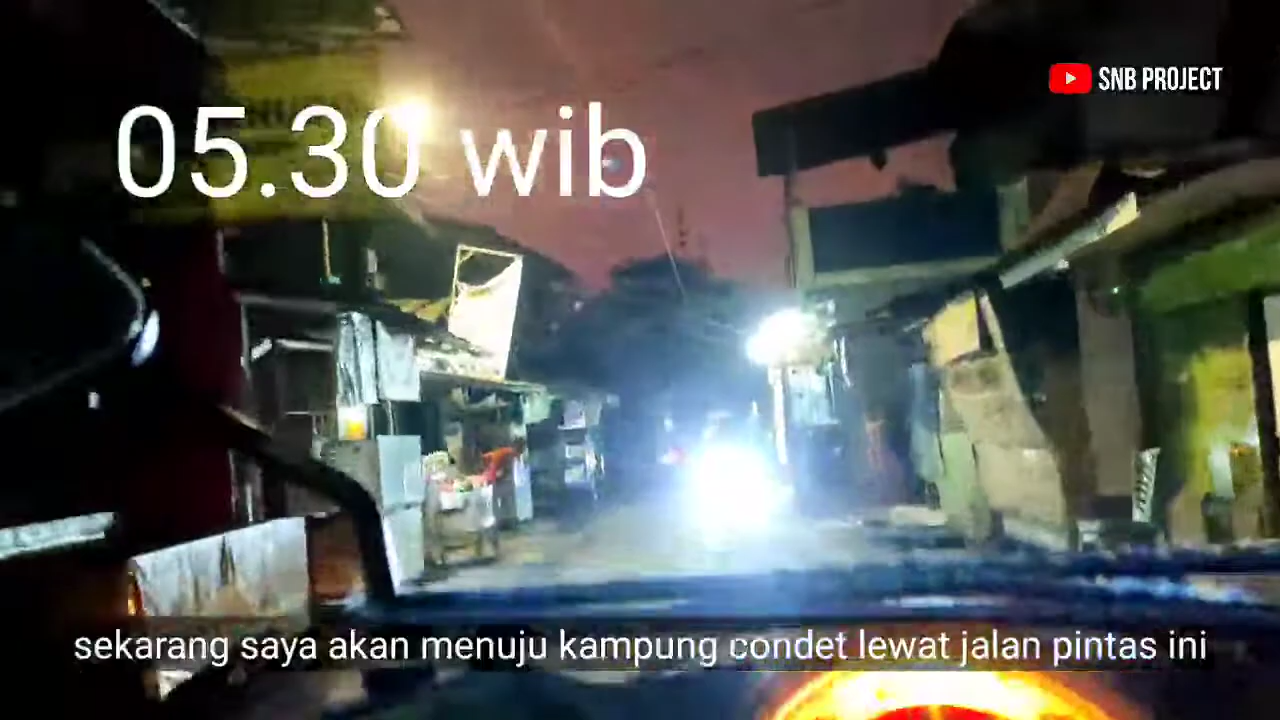 SNB PROJECT
05.30 wib
sekarang saya akan menuju kampung condet lewat jalan pintas ini